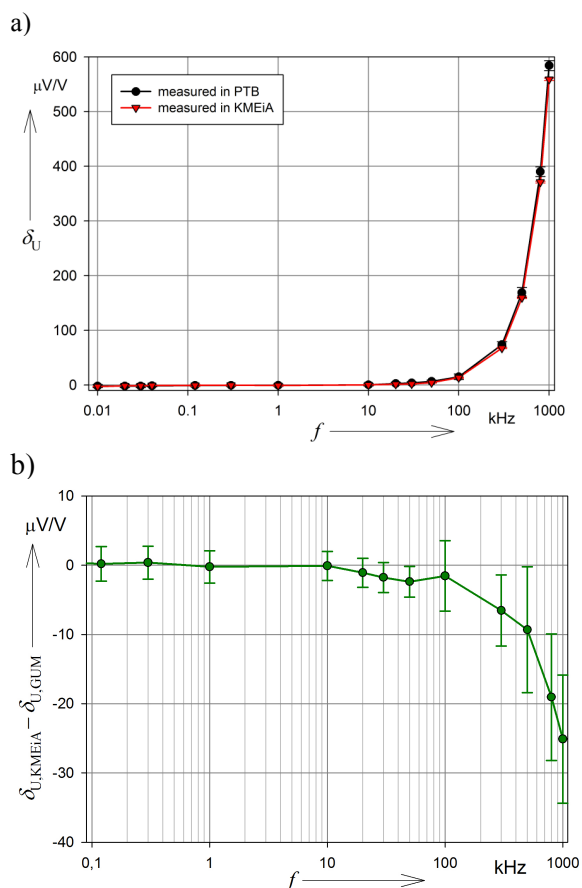 a)
600
μV/V
500
400
300
200
100
0
δU
measured in PTB
measured in KMEiA
0.01 0.1 1 10 100 1000
f
kHz
b)
10
μV/V
0
-10
-20
-30
-40
δU,KMEiA – δU,GUM
0,1 1 10 100 1000
f
kHz